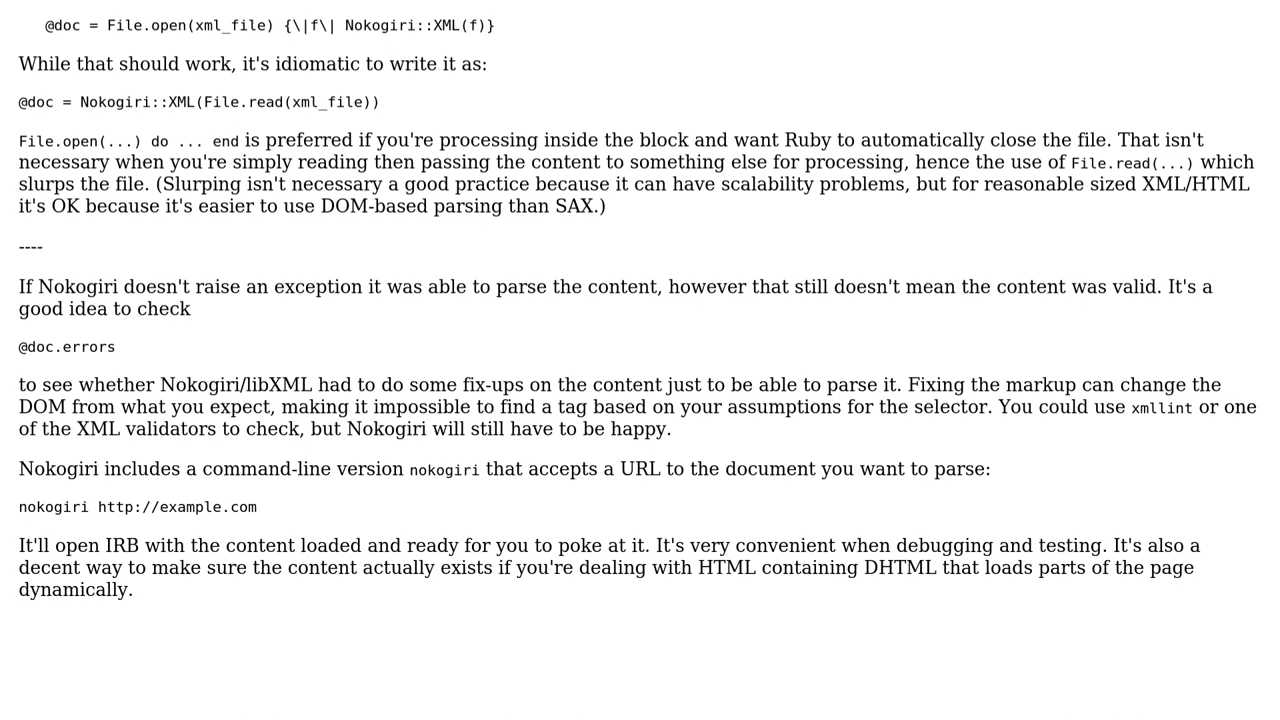 @doc = File.open(xml_file) {\|f\| Nokogiri::XML(f)}
While that should work, it's idiomatic to write it as:
@doc = Nokogiri::XML(File.read(xml_file))
File.open(...) do ... end is preferred if you're processing inside the block and want Ruby to automatically close the file. That isn't
necessary when you're simply reading then passing the content to something else for processing, hence the use of File.read(...) which
slurps the file. (Slurping isn't necessary a good practice because it can have scalability problems, but for reasonable sized XML/HTML
it's OK because it's easier to use DOM-based parsing than SAX.)
----
If Nokogiri doesn't raise an exception it was able to parse the content, however that still doesn't mean the content was valid. It's a
good idea to check
@doc.errors
to see whether Nokogiri/libXML had to do some fix-ups on the content just to be able to parse it. Fixing the markup can change the
DOM from what you expect, making it impossible to find a tag based on your assumptions for the selector. You could use xmllint or one
of the XML validators to check, but Nokogiri will still have to be happy.
Nokogiri includes a command-line version nokogiri that accepts a URL to the document you want to parse:
nokogiri http://example.com
It'll open IRB with the content loaded and ready for you to poke at it. It's very convenient when debugging and testing. It's also a
decent way to make sure the content actually exists if you're dealing with HTML containing DHTML that loads parts of the page
dynamically.